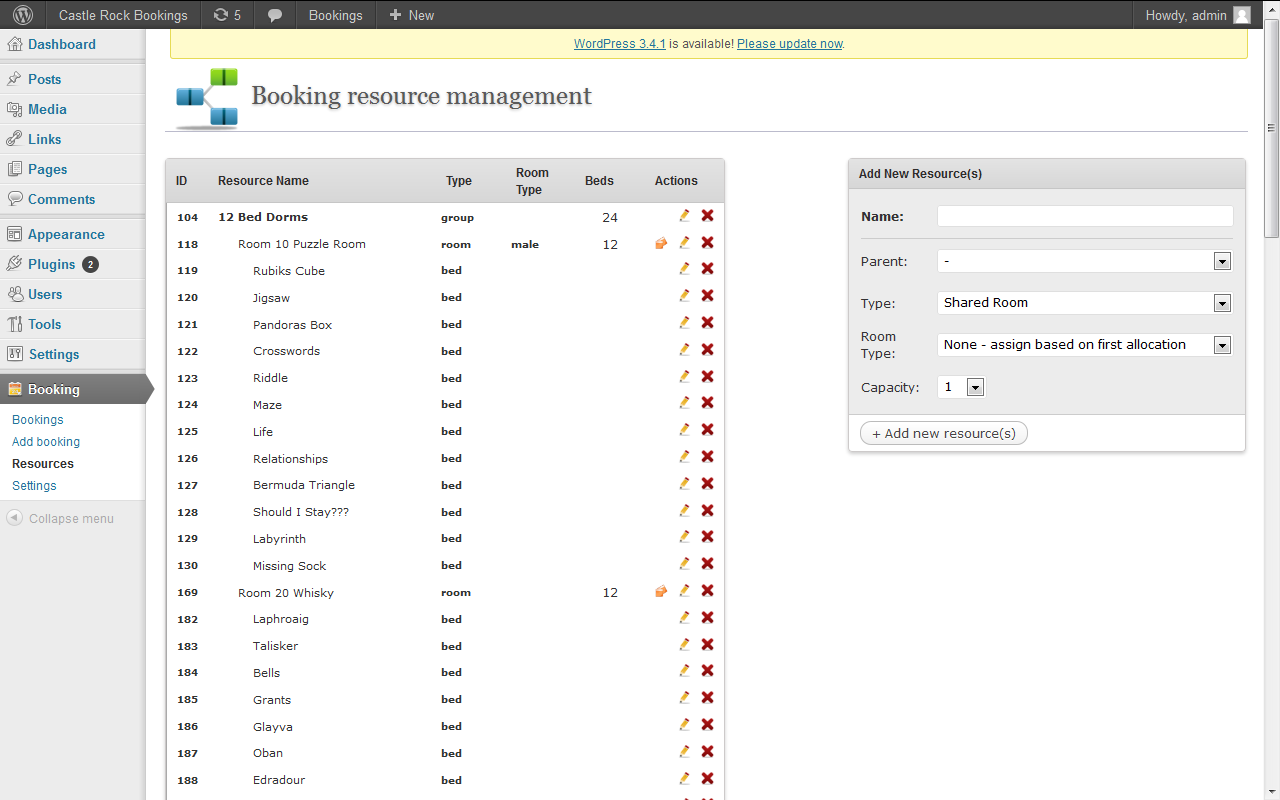 Castle Rock Bookings 5 Bookings + New Howdy, admin
WordPress 3.4.1 is available! Please update now.
Dashboard
Posts
Media
Links
Pages
Comments
Appearance
Plugins 2
Users
Tools
Settings
Booking
Bookings
Add booking
Resources
Settings
Collapse menu
Booking resource management
ID Resource Name Type Room Type Beds Actions
104 12 Bed Dorms group 24
118 Room 10 Puzzle Room room male 12
119 Rubiks Cube bed
120 Jigsaw bed
121 Pandoras Box bed
122 Crosswords bed
123 Riddle bed
124 Maze bed
125 Life bed
126 Relationships bed
127 Bermuda Triangle bed
128 Should I Stay??? bed
129 Labyrinth bed
130 Missing Sock bed
169 Room 20 Whisky room 12
182 Laphroaig bed
183 Talisker bed
184 Bells bed
185 Grants bed
186 Glayva bed
187 Oban bed
188 Edradour bed
Add New Resource(s)
Name:
Parent: -
Type: Shared Room
Room Type: None - assign based on first allocation
Capacity: 1
+ Add new resource(s)